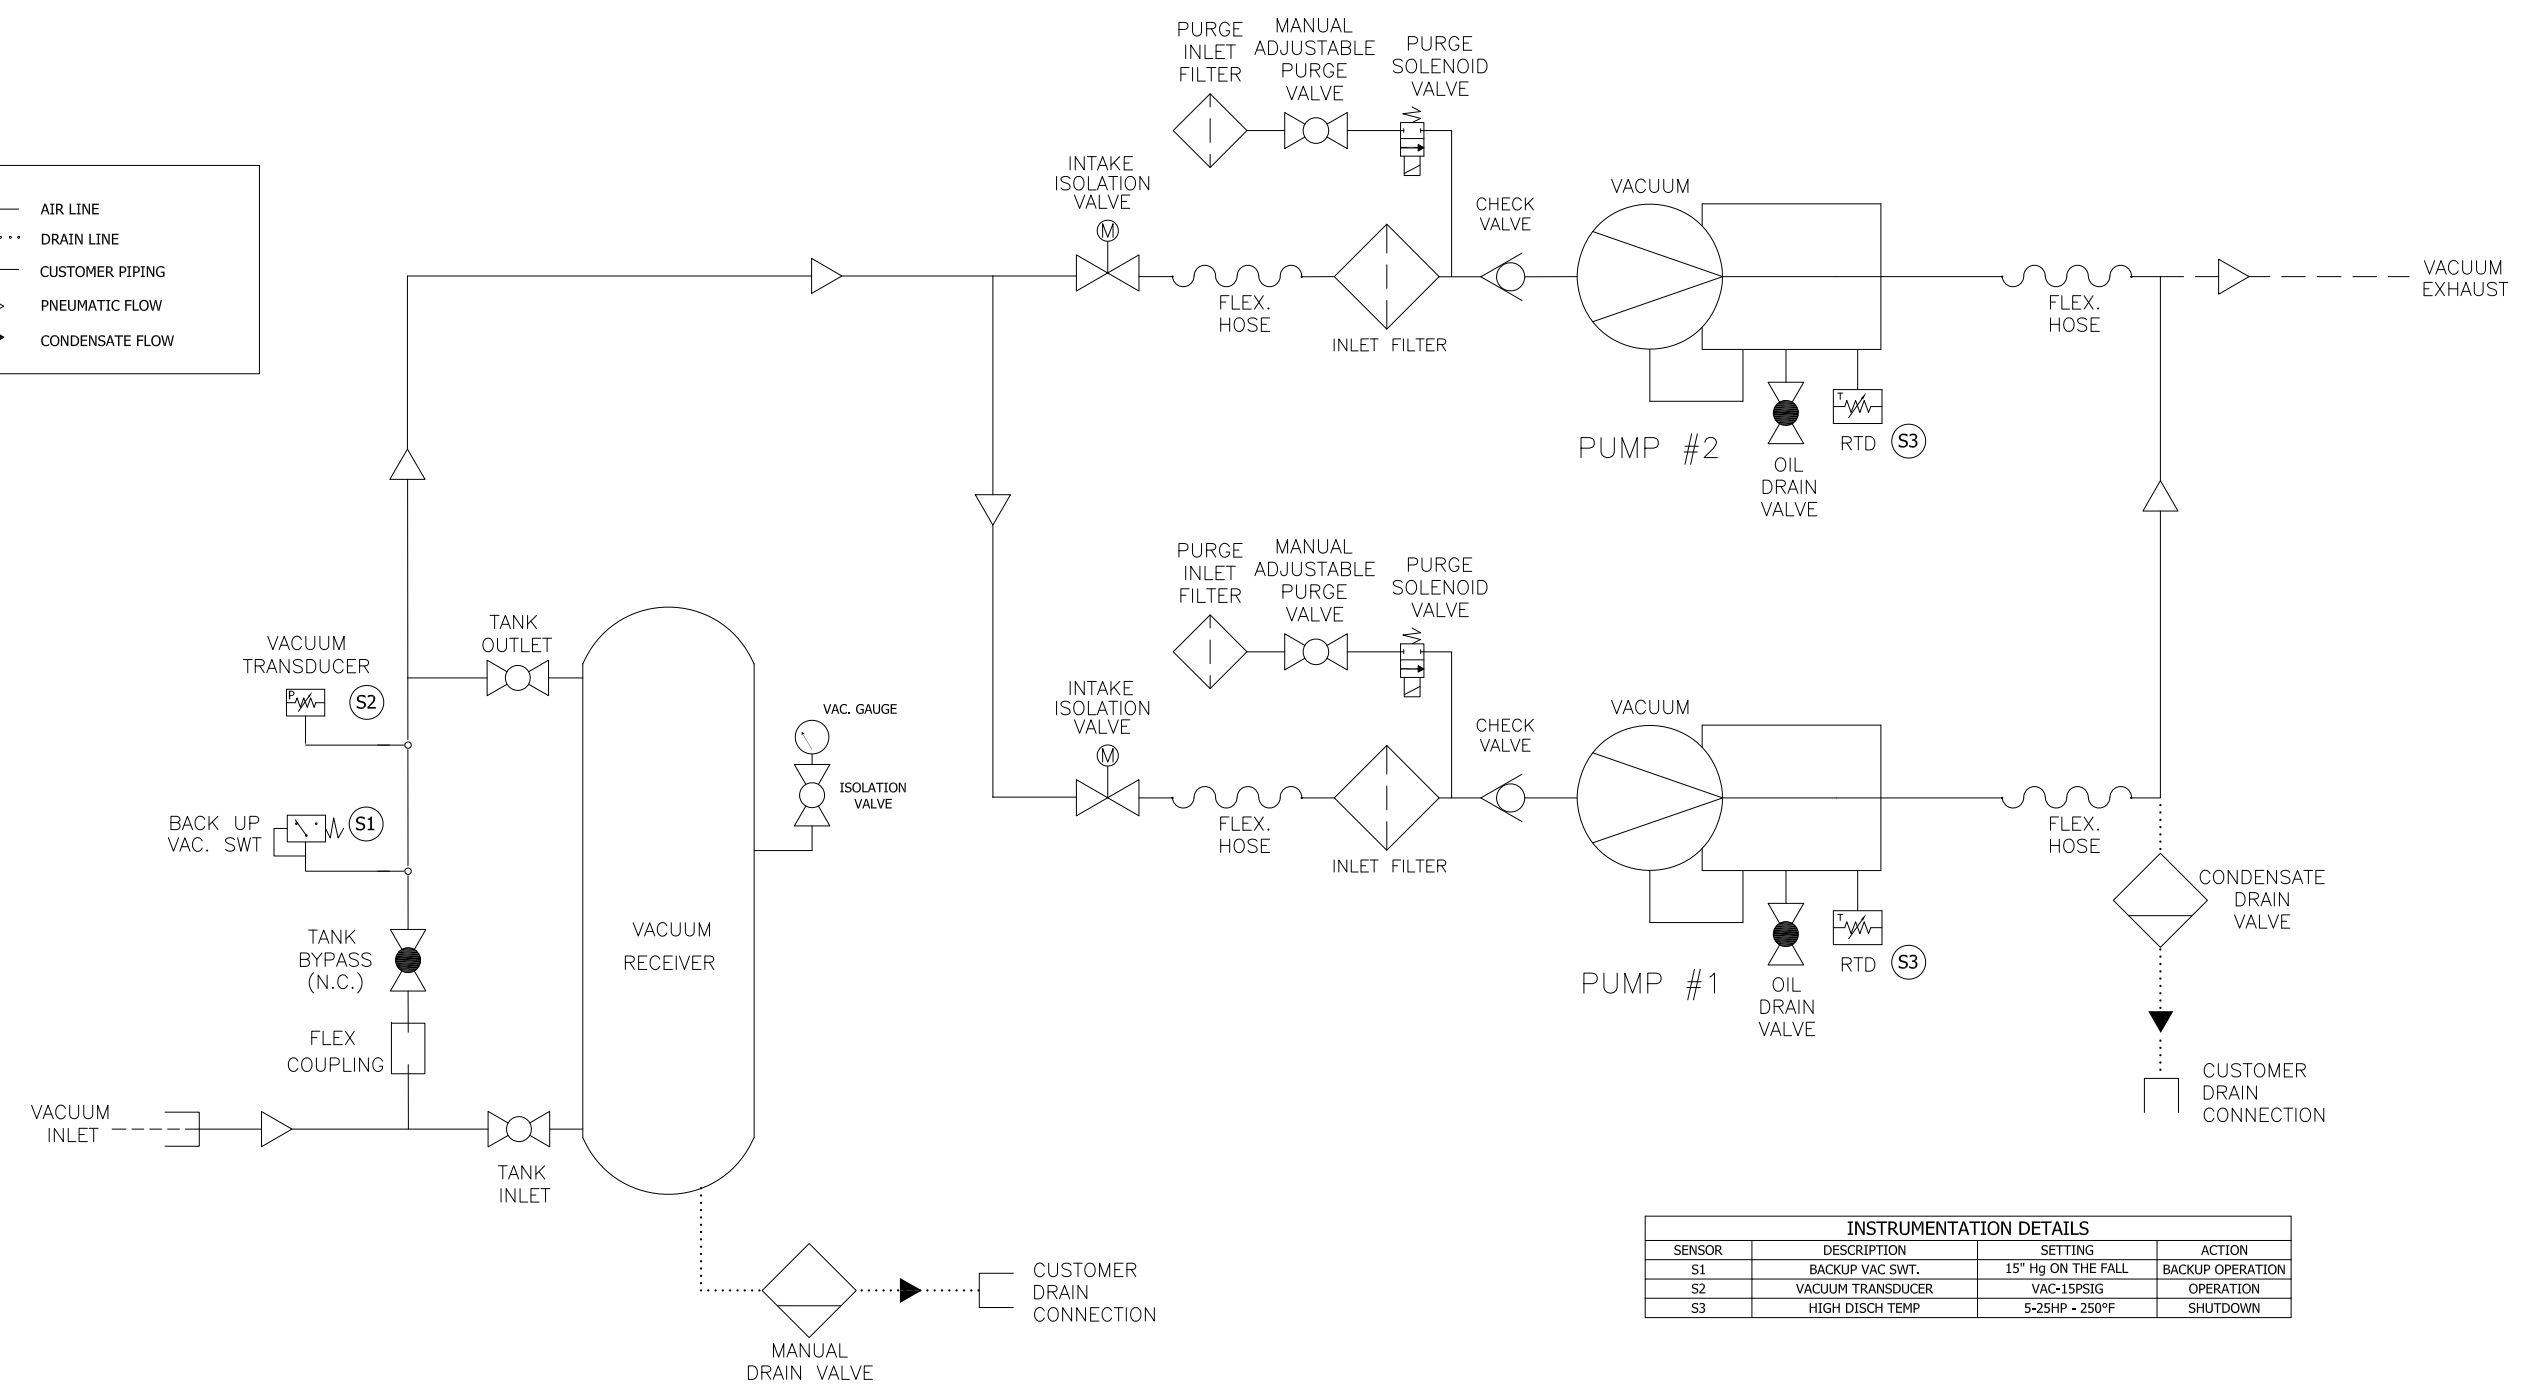 PURGE
INLET
FILTER
MANUAL
ADJUSTABLE
PURGE
VALVE
PURGE
SOLENOID
VALVE
INTAKE
ISOLATION
VALVE
M
FLEX.
HOSE
INLET FILTER
CHECK
VALVE
VACUUM
PUMP #2
OIL
DRAIN
VALVE
T
RTD
S3
FLEX.
HOSE
VACUUM
EXHAUST
AIR LINE
DRAIN LINE
CUSTOMER PIPING
PNEUMATIC FLOW
CONDENSATE FLOW
PURGE
INLET
FILTER
MANUAL
ADJUSTABLE
PURGE
VALVE
PURGE
SOLENOID
VALVE
INTAKE
ISOLATION
VALVE
M
FLEX.
HOSE
INLET FILTER
CHECK
VALVE
VACUUM
PUMP #1
OIL
DRAIN
VALVE
T
RTD
S3
FLEX.
HOSE
CONDENSATE
DRAIN
VALVE
CUSTOMER
DRAIN
CONNECTION
TANK
OUTLET
VACUUM
TRANSDUCER
P
S2
BACK UP
VAC. SWT
S1
VAC. GAUGE
ISOLATION
VALVE
VACUUM
RECEIVER
TANK
BYPASS
(N.C.)
FLEX
COUPLING
VACUUM
INLET
TANK
INLET
MANUAL
DRAIN VALVE
CUSTOMER
DRAIN
CONNECTION
INSTRUMENTATION DETAILS
SENSOR DESCRIPTION SETTING ACTION
S1 BACKUP VAC SWT. 15" Hg ON THE FALL BACKUP OPERATION
S2 VACUUM TRANSDUCER VAC-15PSIG OPERATION
S3 HIGH DISCH TEMP 5-25HP - 250°F SHUTDOWN